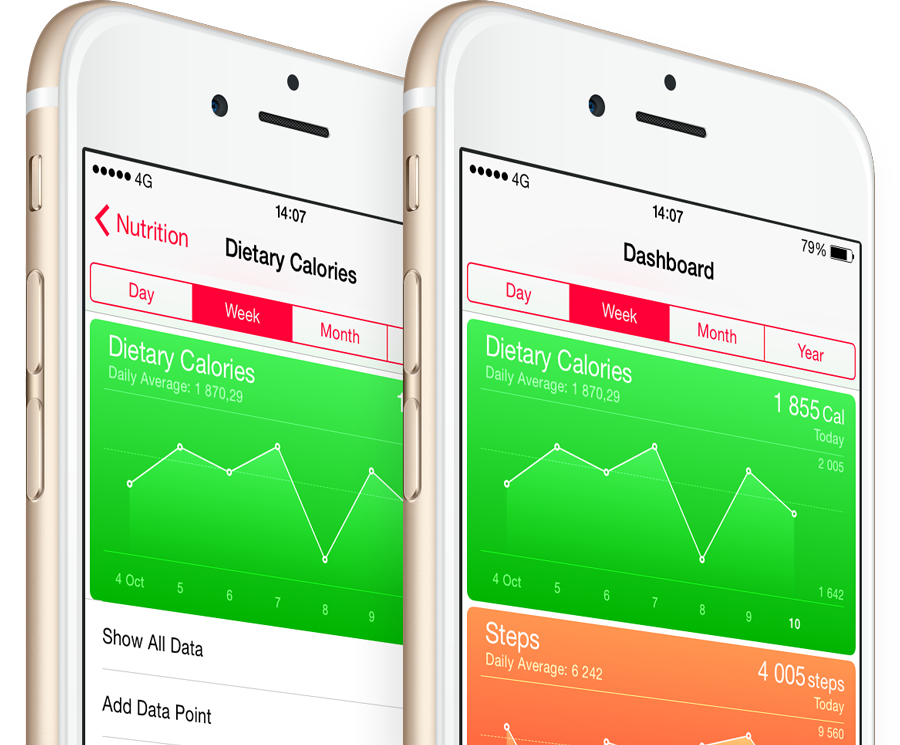 4G
14:07
Nutrition
Dietary Calories
Day
Week
Month
Dietary Calories
Daily Average: 1 870,29
1
4 Oct
5
6
7
8
9
Show All Data
Add Data Point
4G
14:07
79%
Dashboard
Day
Week
Month
Year
Dietary Calories
Daily Average: 1 870,29
1 855 Cal
Today
2 005
4 Oct
5
6
7
8
9
10
1 642
Steps
Daily Average: 6 242
4 005 steps
Today
9 560